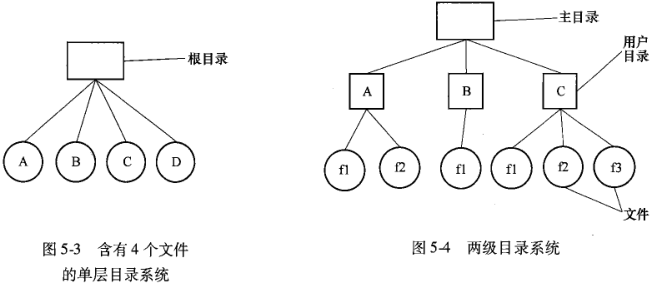 根目录
A
B
C
D
图 5-3 含有 4 个文件
的单层目录系统
主目录
用户
目录
A
B
C
f1
f2
f1
f1
f2
f3
文件
图 5-4 两级目录系统